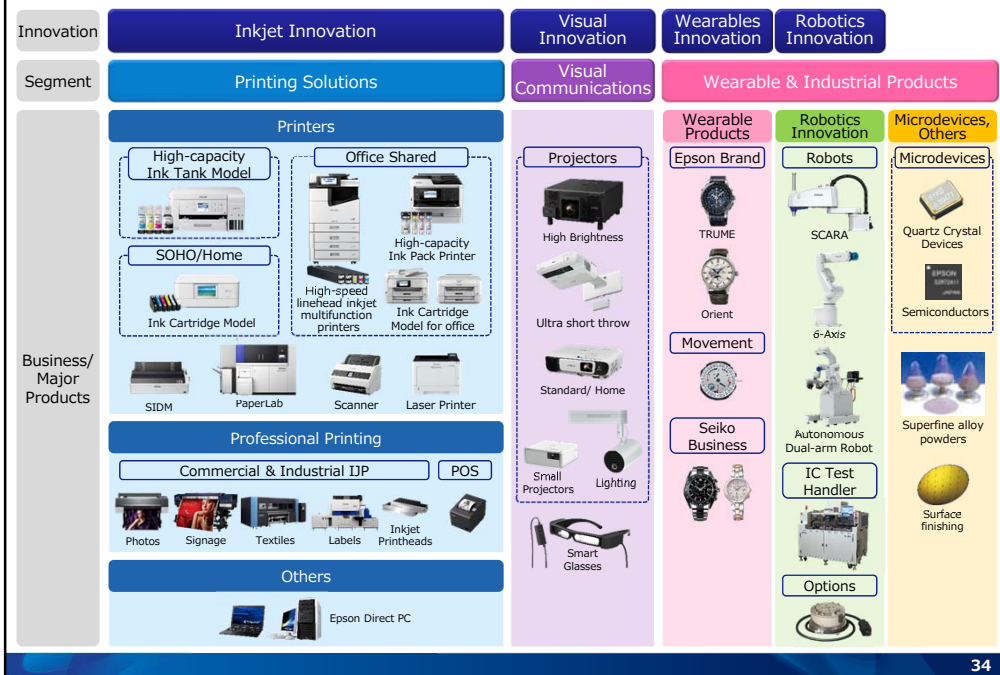 Innovation
Inkjet Innovation
Visual
Innovation
Wearables
Innovation
Robotics
Innovation
Segment
Printing Solutions
Visual
Communications
Wearable & Industrial Products
Business/
Major
Products
Printers
High-capacity
Ink Tank Model
SOHO/Home
Ink Cartridge Model
Office Shared
High-speed
linehead inkjet
multifunction
printers
High-capacity
Ink Pack Printer
Ink Cartridge
Model for office
SIDM
PaperLab
Scanner
Laser Printer
Professional Printing
Commercial & Industrial IJP
POS
Photos
Signage
Textiles
Labels
Inkjet
Printheads
Others
Epson Direct PC
Projectors
High Brightness
Ultra short throw
Standard/ Home
Small
Projectors
Lighting
Smart
Glasses
Wearable
Products
Epson Brand
TRUME
Orient
Movement
Seiko
Business
Robotics
Innovation
Robots
SCARA
6-Axis
Autonomous
Dual-arm Robot
IC Test
Handler
Options
Microdevices,
Others
Microdevices
Quartz Crystal
Devices
EPSON
Semiconductors
Superfine alloy
powders
Surface
finishing
34